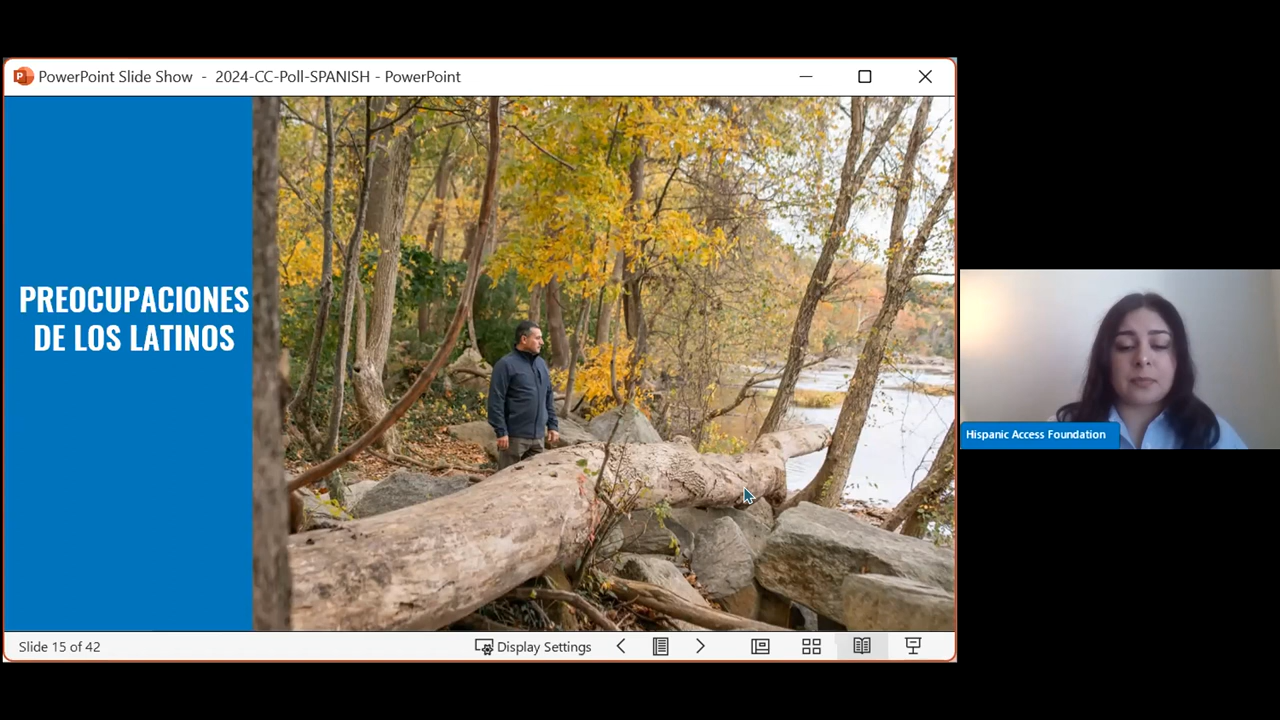 PowerPoint Slide Show - 2024-CC-Poll-SPANISH - PowerPoint
PREOCUPACIONES
DE LOS LATINOS
Hispanic Access Foundation
Slide 15 of 42
Display Settings